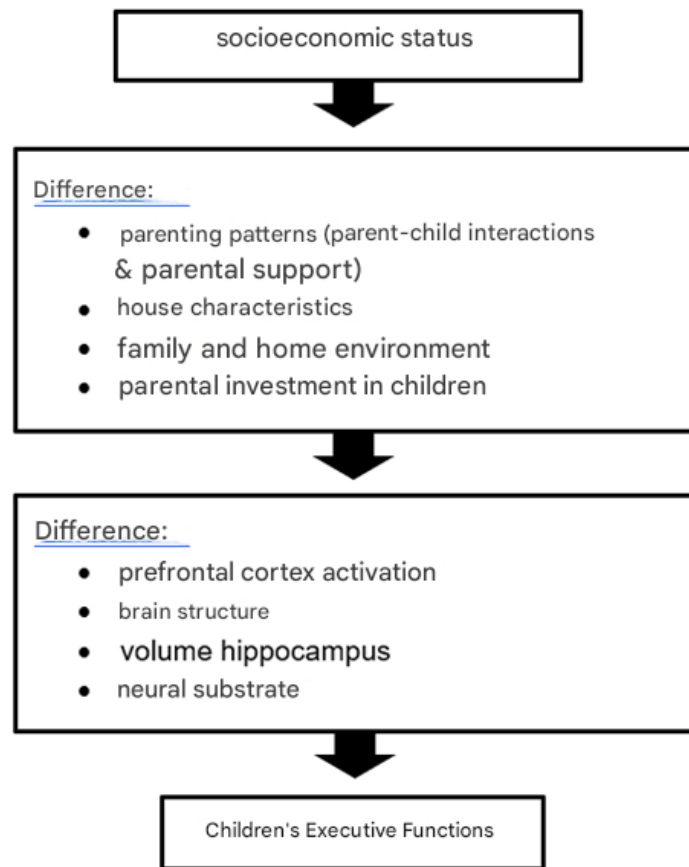 socioeconomic status
Difference:
• parenting patterns (parent-child interactions
& parental support)
• house characteristics
• family and home environment
• parental investment in children
Difference:
• prefrontal cortex activation
• brain structure
• volume hippocampus
• neural substrate
Children's Executive Functions